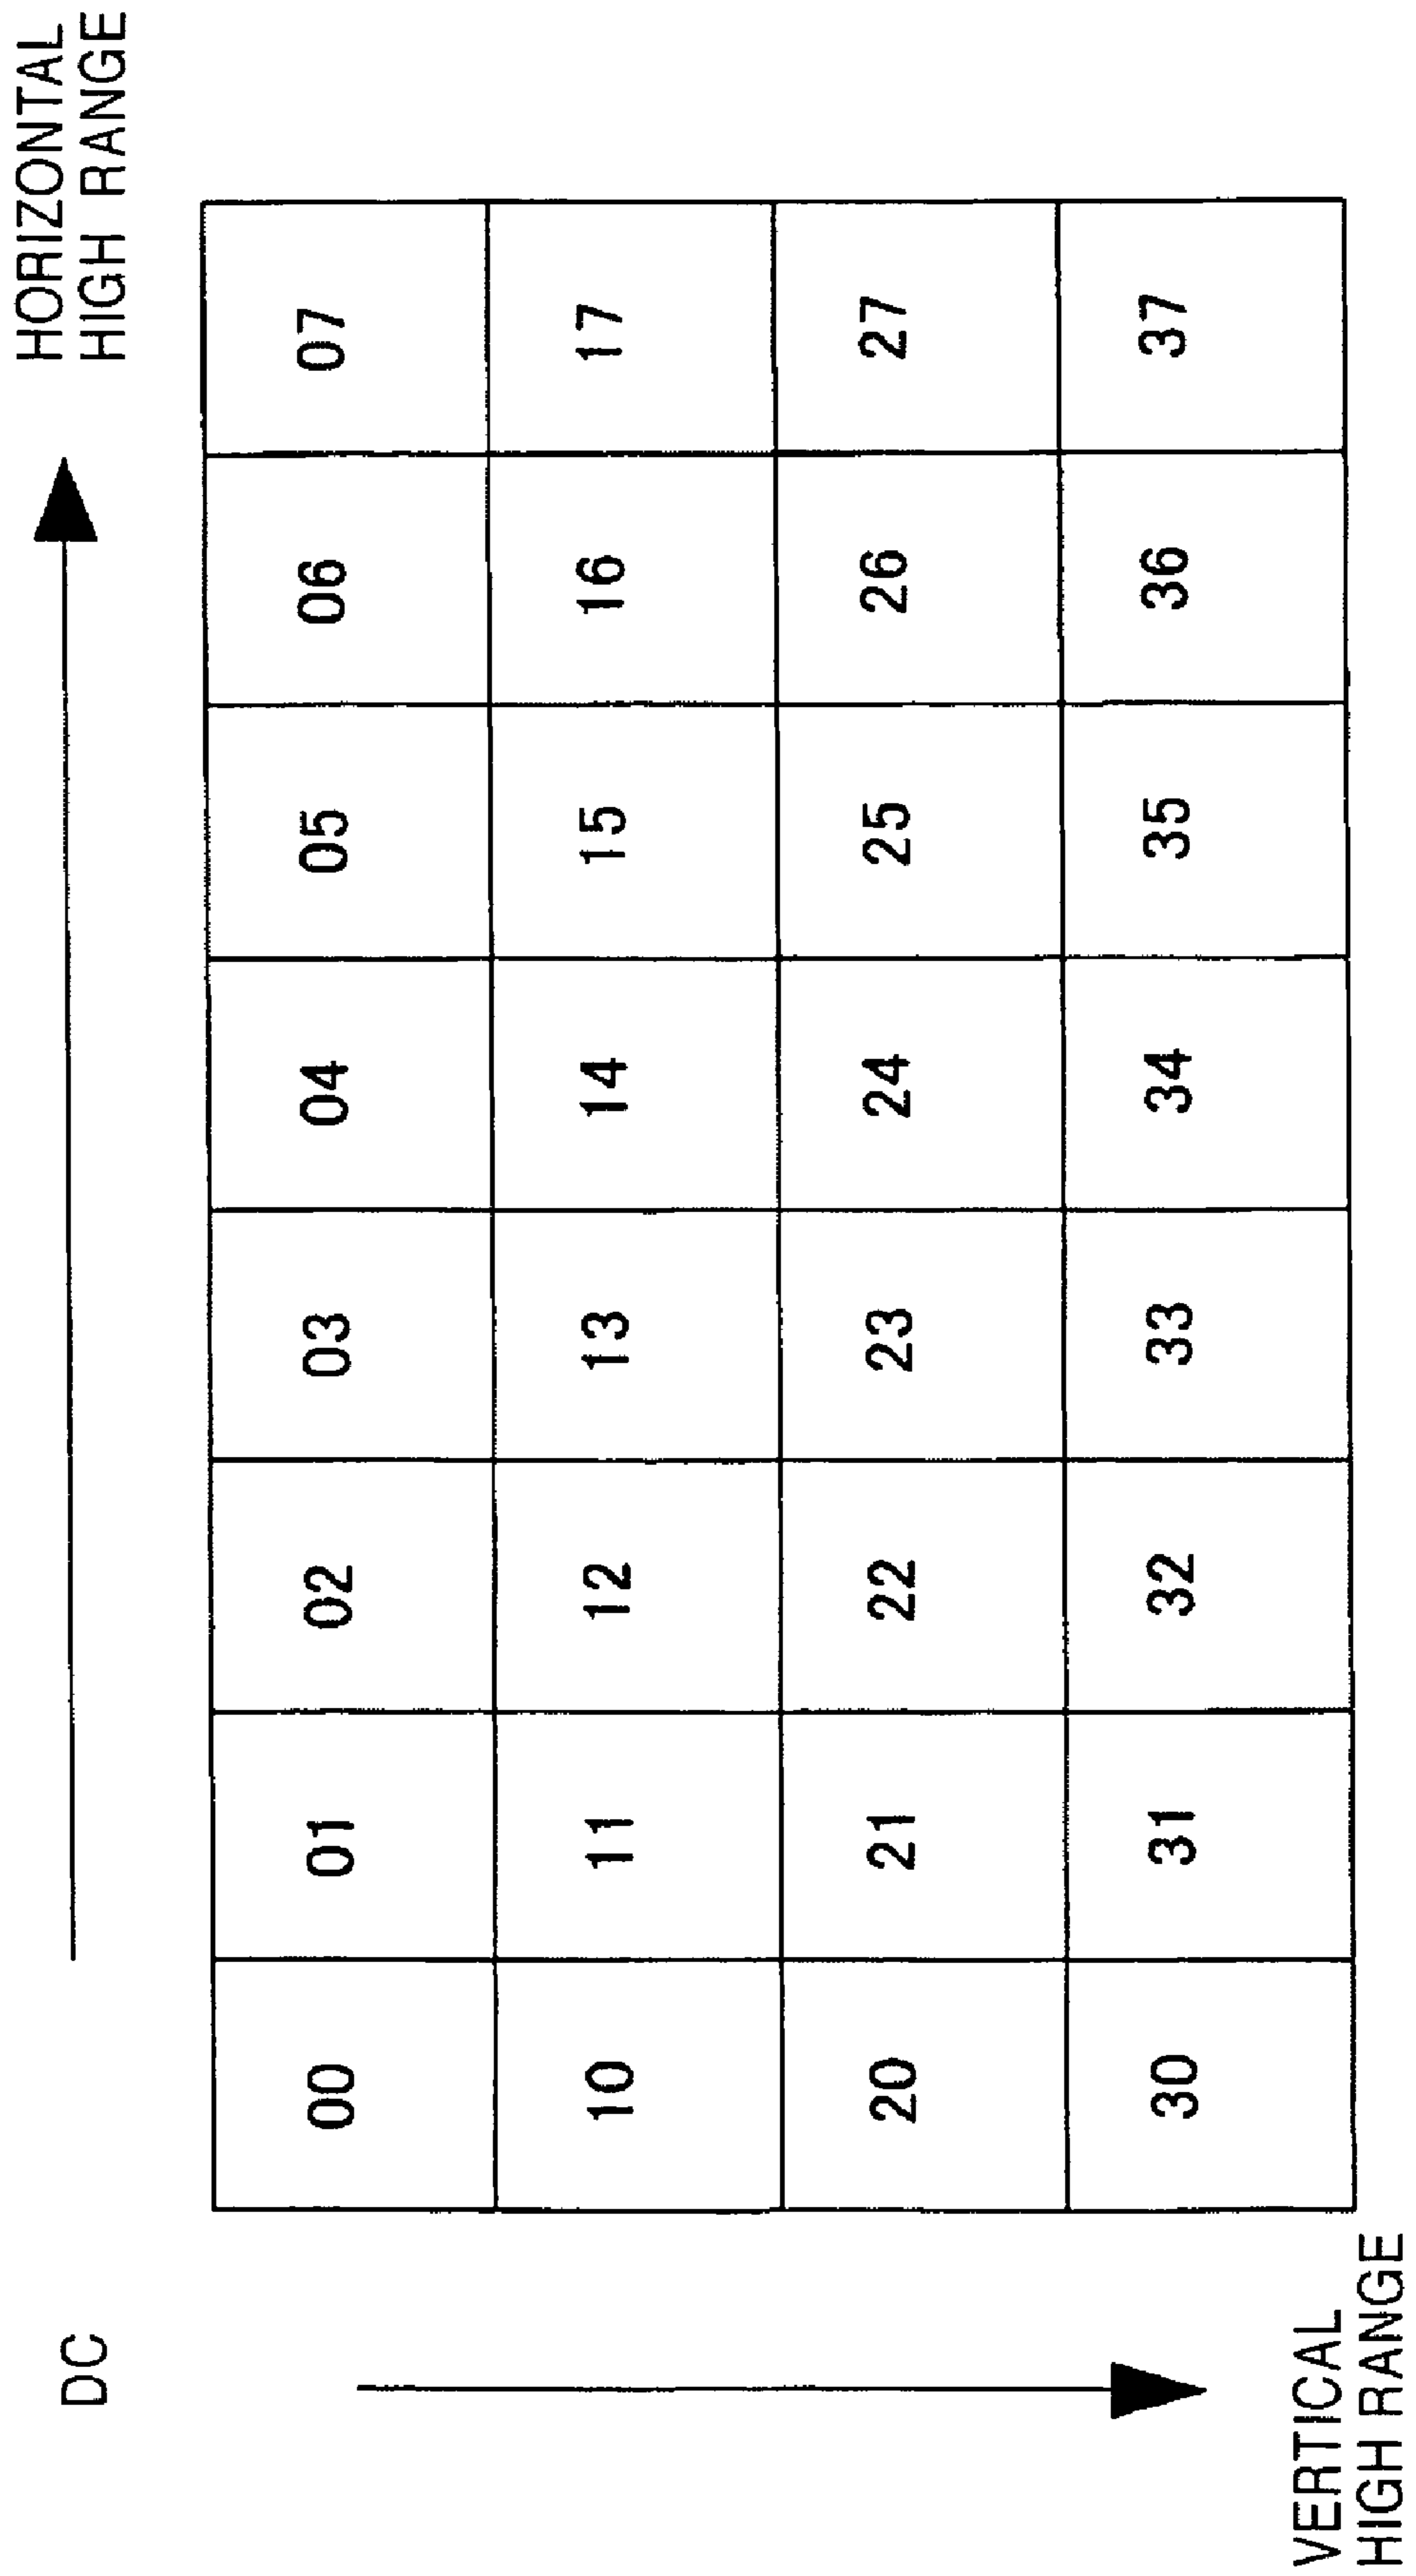 DC
HORIZONTAL
HIGH RANGE
00 01 02 03 04 05 06 07
10 11 12 13 14 15 16 17
20 21 22 23 24 25 26 27
30 31 32 33 34 35 36 37
VERTICAL
HIGH RANGE